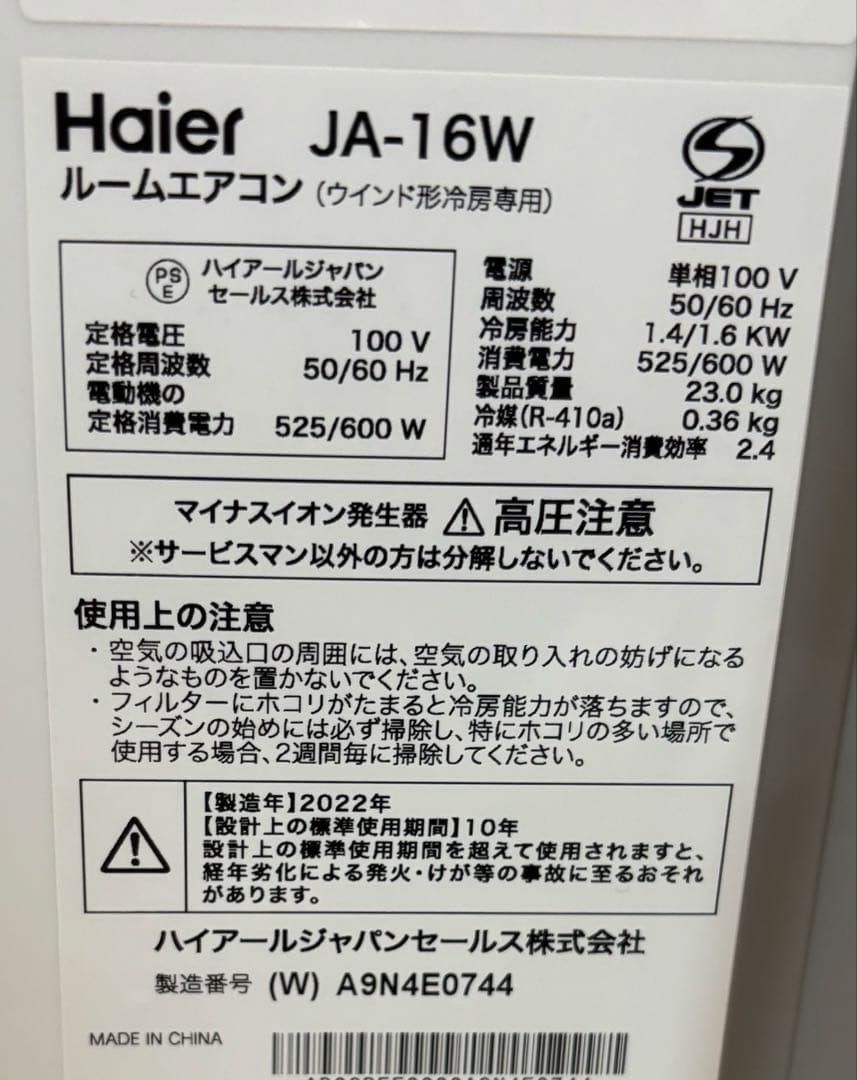 Haier JA-16W
ルームエアコン (ウインド形冷房専用)
JET
HJH
PS
E
ハイアールジャパン
セールス株式会社
定格電圧 100 V
定格周波数 50/60 Hz
電動機の
定格消費電力 525/600 W
電源 単相100 V
周波数 50/60 Hz
冷房能力 1.4/1.6 KW
消費電力 525/600 W
製品質量 23.0 kg
冷媒(R-410a) 0.36 kg
通年エネルギー消費効率 2.4
マイナスイオン発生器 ⚠ 高圧注意
※サービスマン以外の方は分解しないでください。
使用上の注意
・空気の吸込口の周囲には、空気の取り入れの妨げになる
ようなものを置かないでください。
・フィルターにホコリがたまると冷房能力が落ちますので、
シーズンの始めには必ず掃除し、特にホコリの多い場所で
使用する場合、2週間毎に掃除してください。
【製造年】2022年
【設計上の標準使用期間】10年
設計上の標準使用期間を超えて使用されますと、
経年劣化による発火・けが等の事故に至るおそれ
があります。
ハイアールジャパンセールス株式会社
製造番号 (W) A9N4E0744
MADE IN CHINA